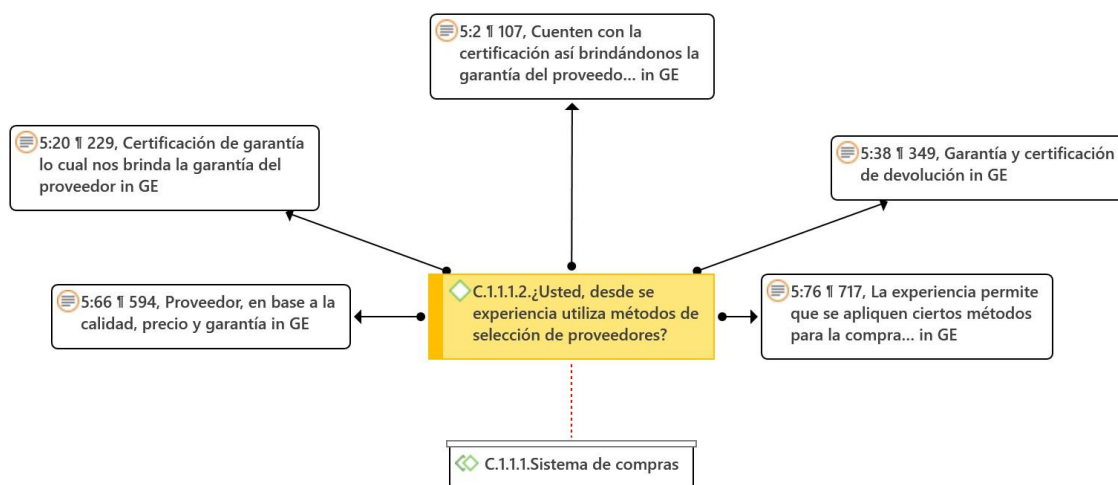 5:2 ¶ 107, Cuenten con la
certificación así brindándonos la
garantía del proveedo... in GE
5:20 ¶ 229, Certificación de garantía
lo cual nos brinda la garantía del
proveedor in GE
5:38 ¶ 349, Garantía y certificación
de devolución in GE
5:66 ¶ 594, Proveedor, en base a la
calidad, precio y garantía in GE
C.1.1.1.2.¿Usted, desde se
experiencia utiliza métodos de
selección de proveedores?
5:76 ¶ 717, La experiencia permite
que se apliquen ciertos métodos
para la compra... in GE
C.1.1.1.Sistema de compras